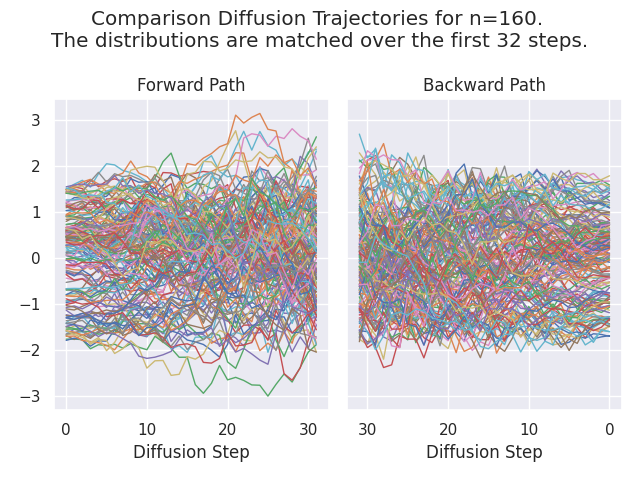 Comparison Diffusion Trajectories for n=160.
The distributions are matched over the first 32 steps.
Forward Path
Backward Path
3
2
1
0
−1
−2
−3
0 10 20 30
30 20 10 0
Diffusion Step
Diffusion Step